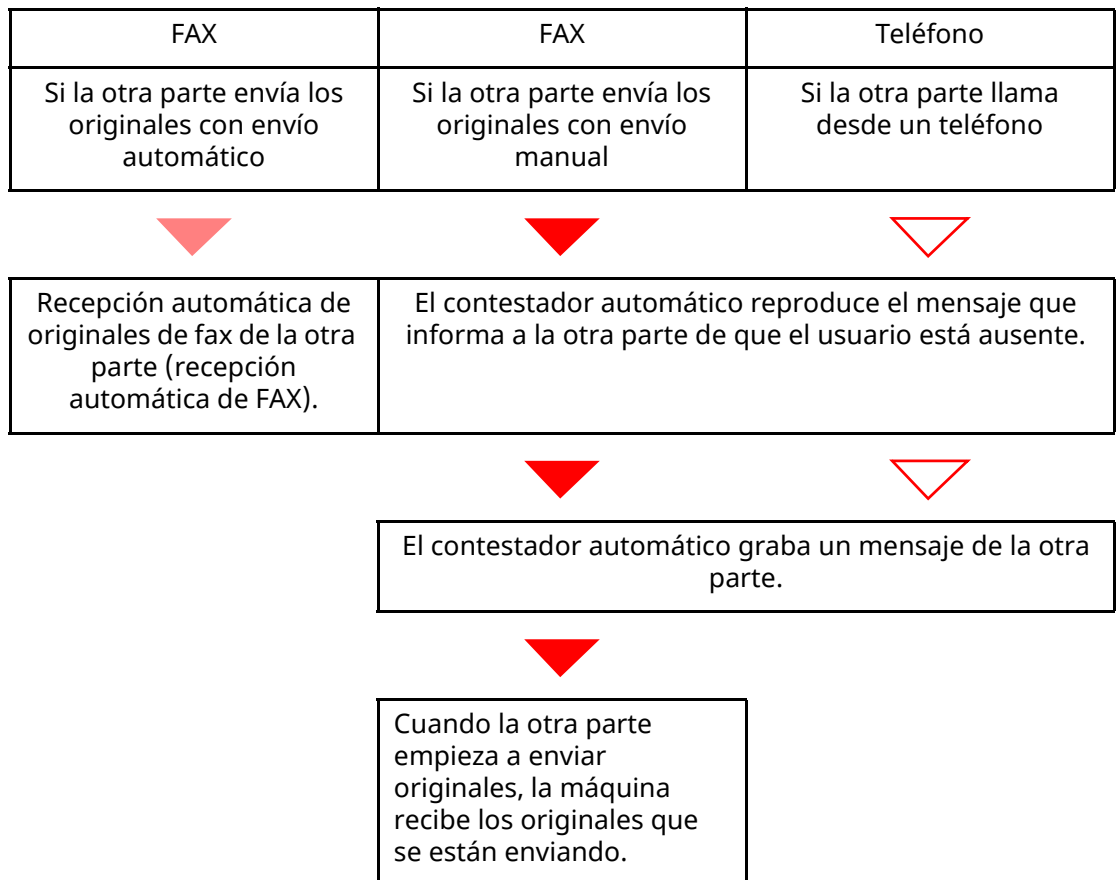 FAX
FAX
Teléfono
Si la otra parte envía los
originales con envío
automático
Si la otra parte envía los
originales con envío
manual
Si la otra parte llama
desde un teléfono
Recepción automática de
originales de fax de la otra
parte (recepción
automática de FAX).
El contestador automático reproduce el mensaje que
informa a la otra parte de que el usuario está ausente.
El contestador automático graba un mensaje de la otra
parte.
Cuando la otra parte
empieza a enviar
originales, la máquina
recibe los originales que
se están enviando.